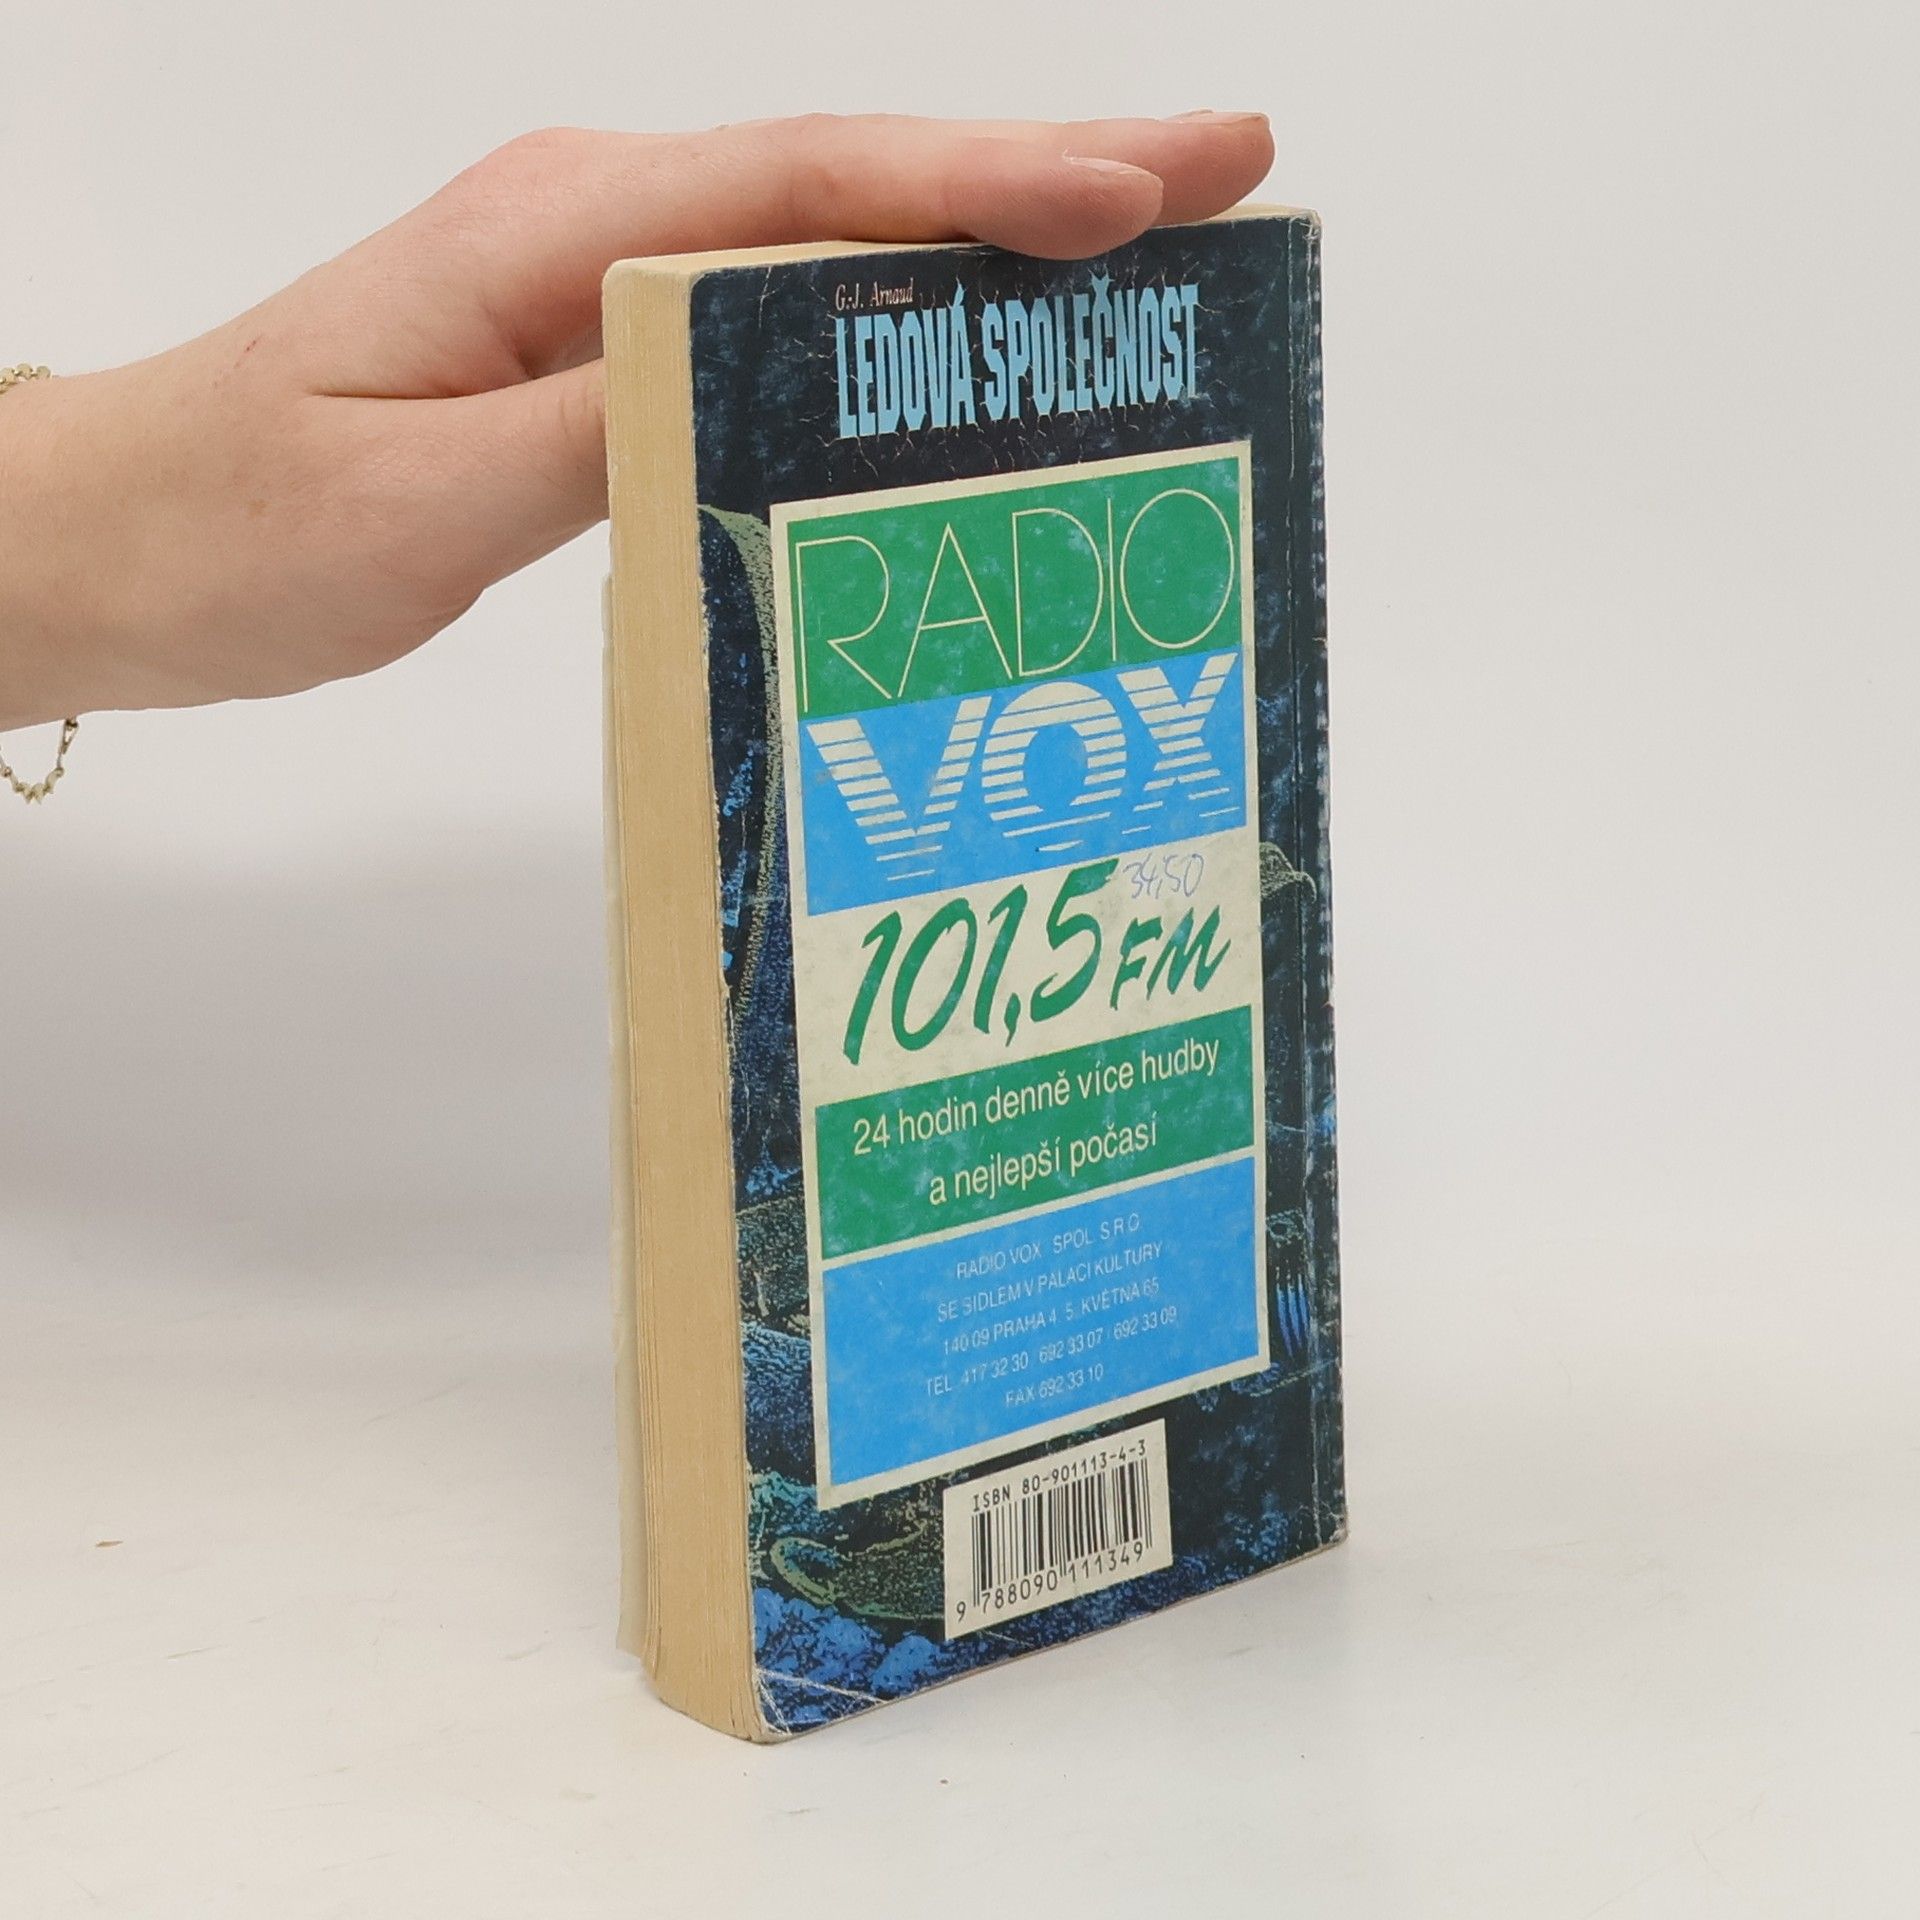 G.-J. Arnaud
LEDOVÁ SPOLEČNOST
RADIO
VOX
34,50
101,5 FM
24 hodin denně více hudby
a nejlepší počasí
RADIO VOX SPOL. S R.O.
SE SÍDLEM V PALÁCI KULTURY
140 09 PRAHA 4, 5. KVĚTNA 65
TEL. 417 32 30 692 33 07 / 692 33 09
FAX 692 33 10
ISBN 80-901113-4-3
9 788090 111349